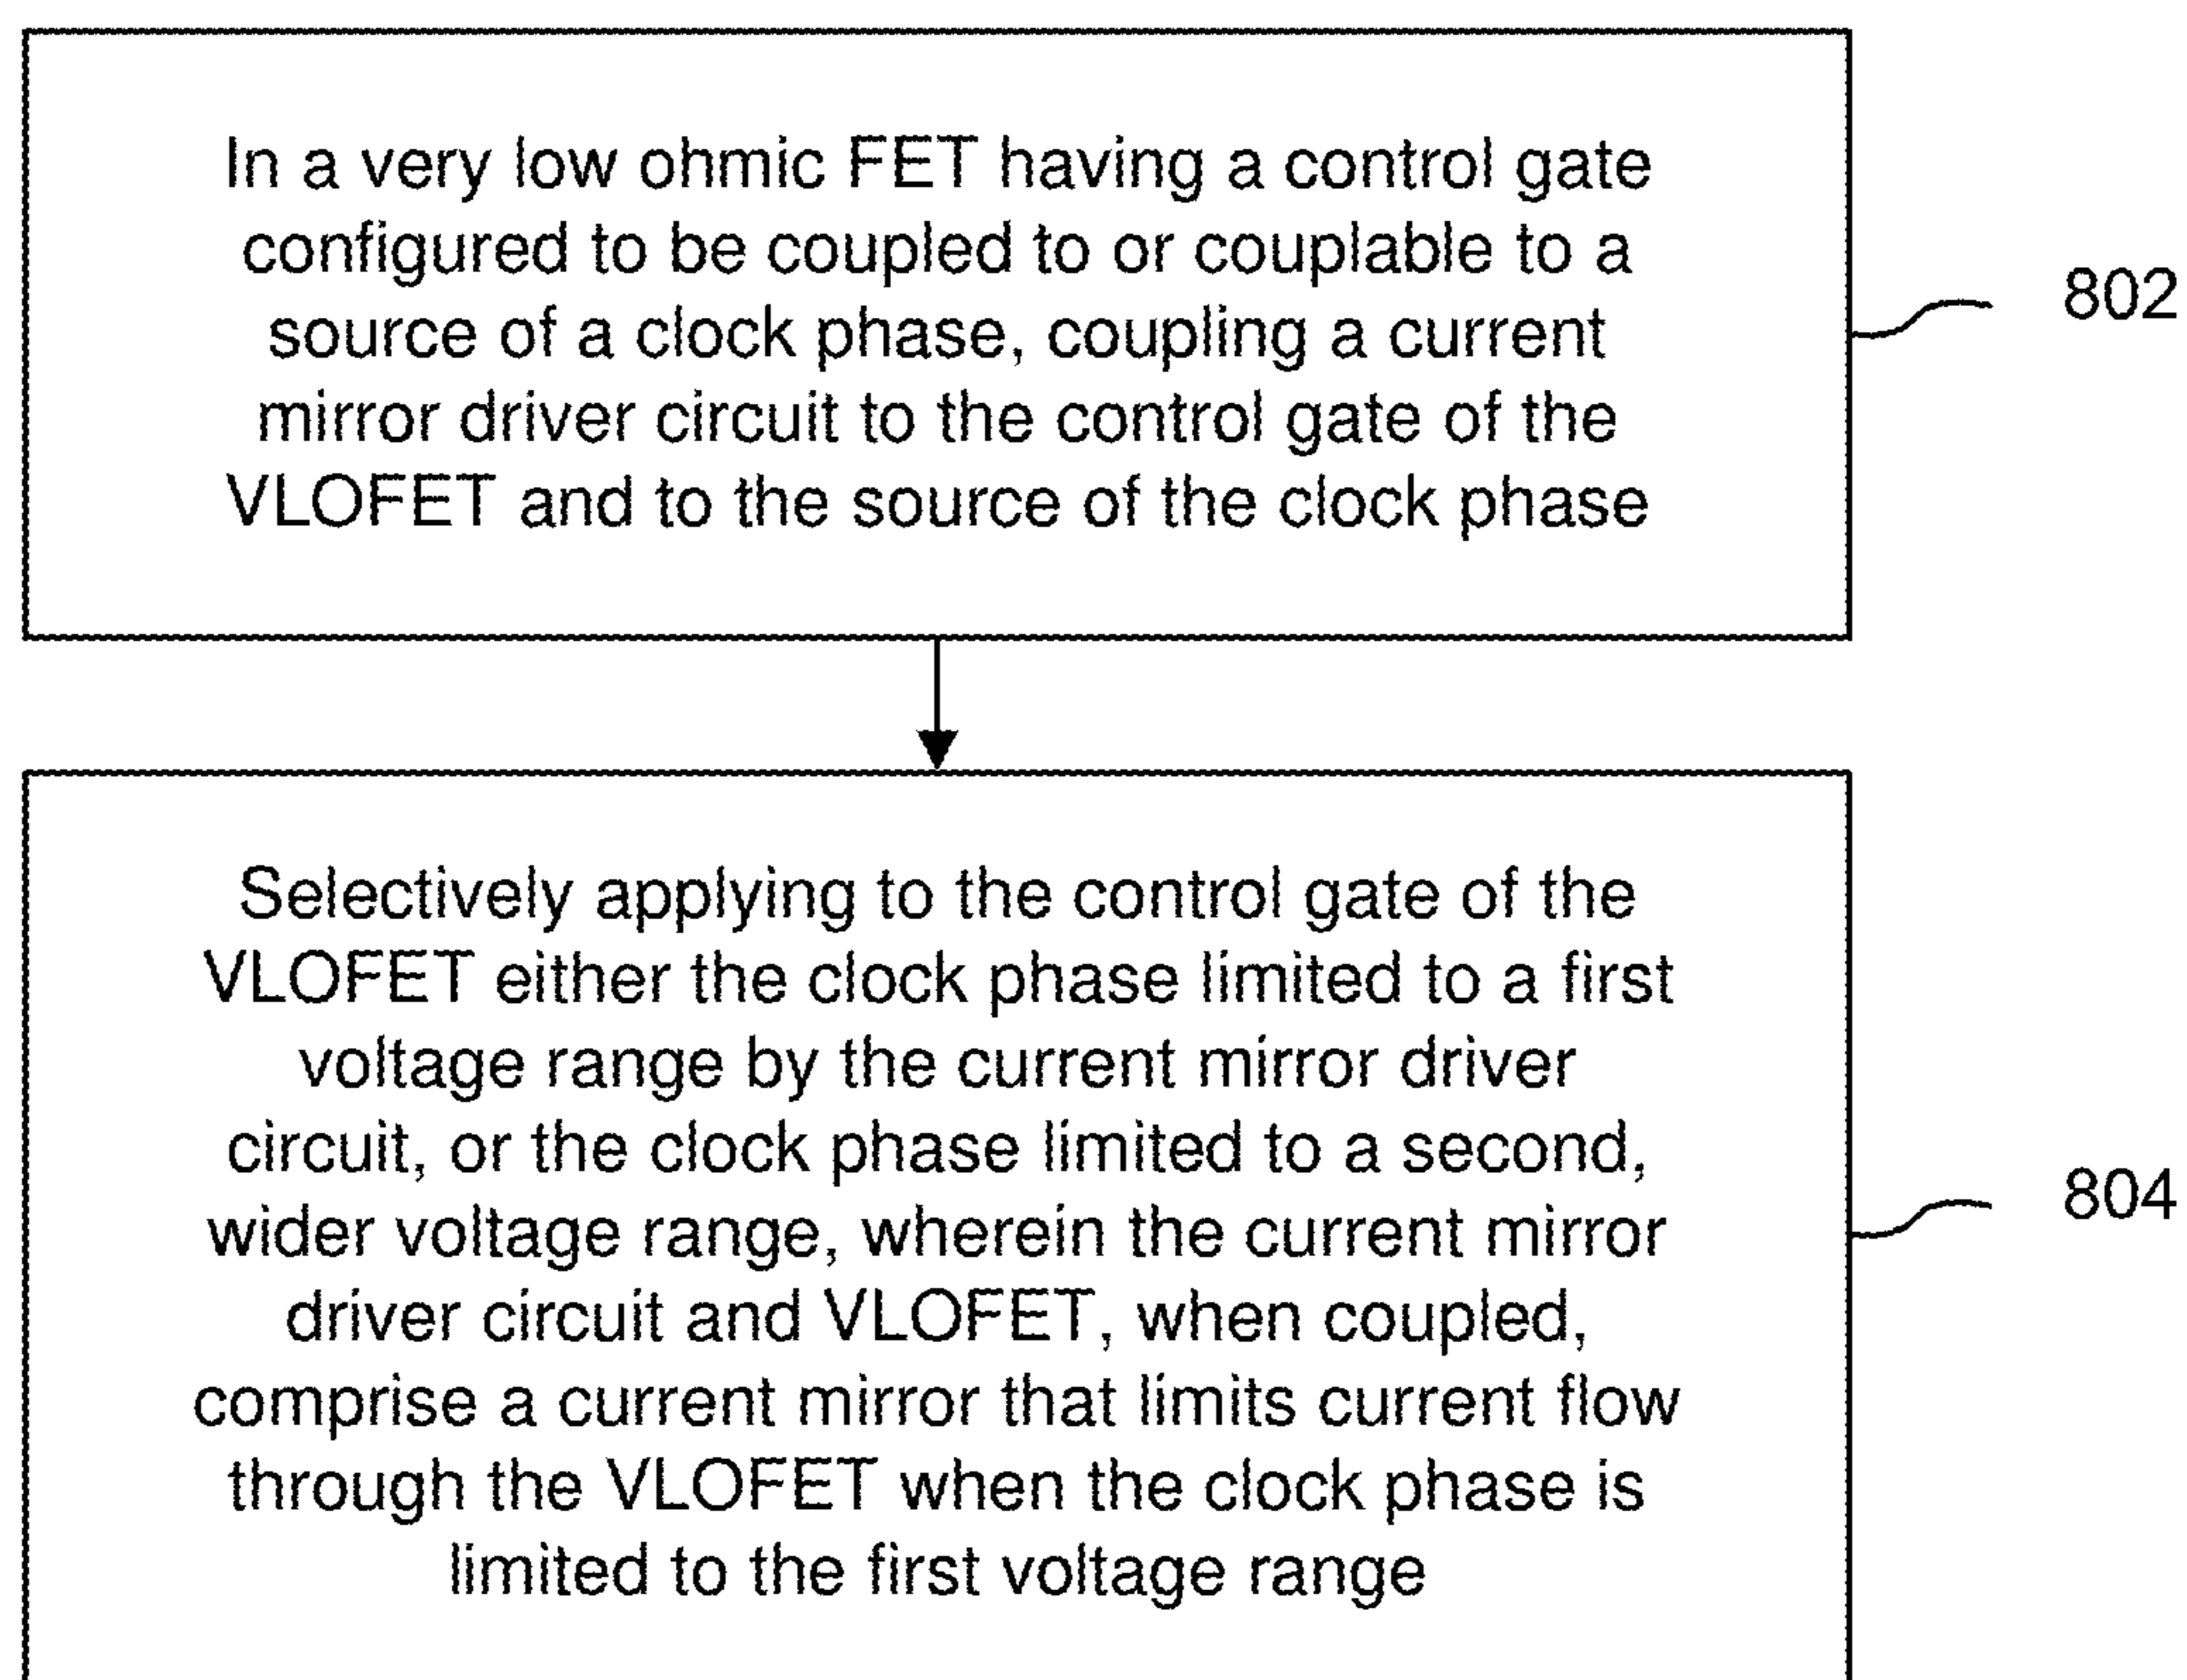 In a very low ohmic FET having a control gate
configured to be coupled to or couplable to a
source of a clock phase, coupling a current
mirror driver circuit to the control gate of the
VLOFET and to the source of the clock phase
802
Selectively applying to the control gate of the
VLOFET either the clock phase limited to a first
voltage range by the current mirror driver
circuit, or the clock phase limited to a second,
wider voltage range, wherein the current mirror
driver circuit and VLOFET, when coupled,
comprise a current mirror that limits current flow
through the VLOFET when the clock phase is
limited to the first voltage range
804